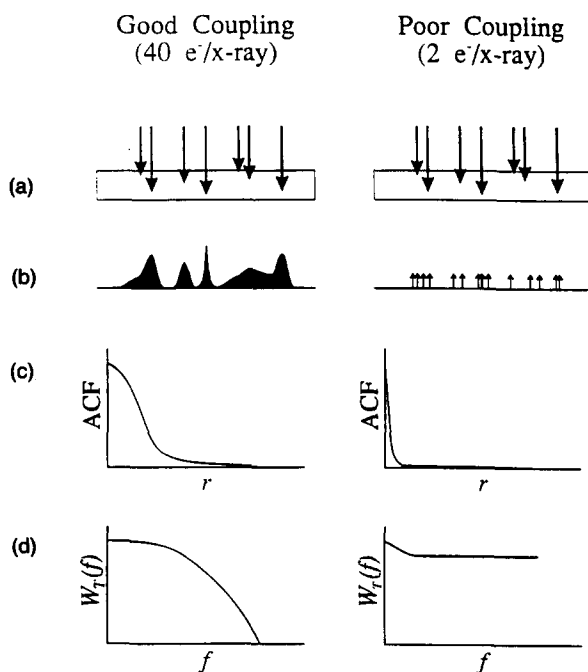 Good Coupling
(40 e⁻/x-ray)
Poor Coupling
(2 e⁻/x-ray)
(a)
(b)
(c)
ACF
r
ACF
r
(d)
W_T(f)
f
W_T(f)
f